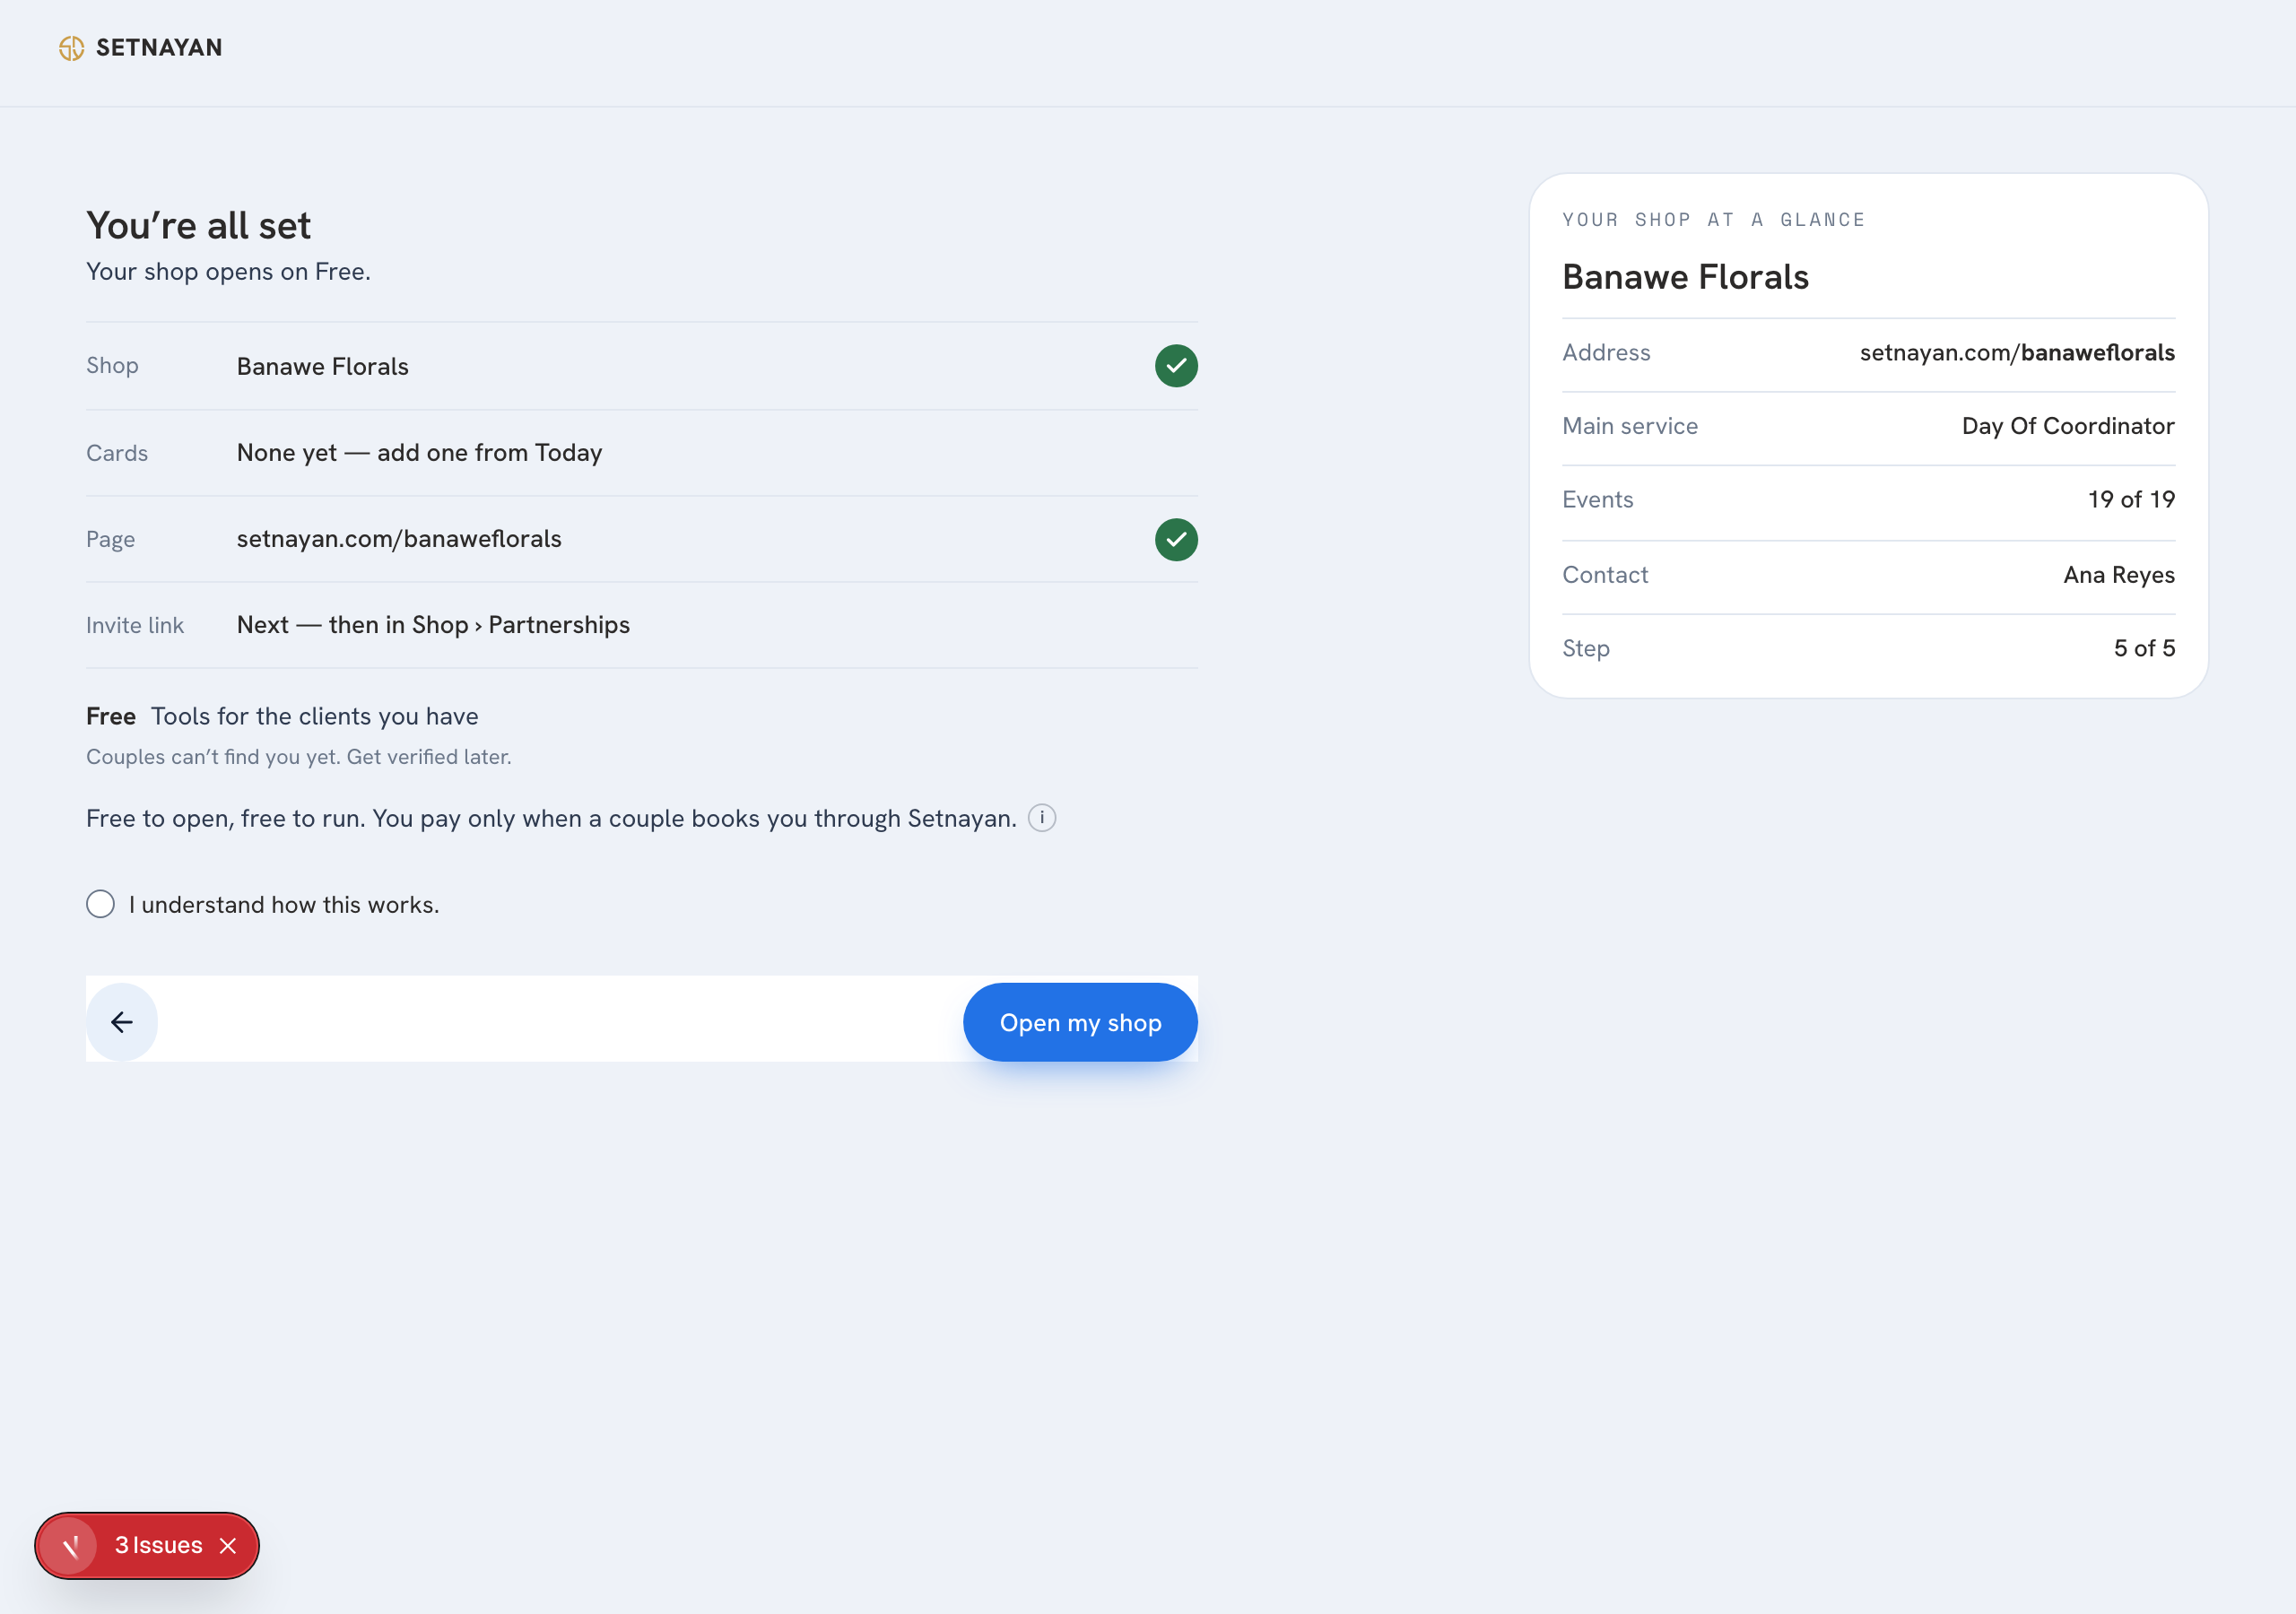 SETNAYAN
You’re all set
Your shop opens on Free.
Shop Banawe Florals
Cards None yet — add one from Today
Page setnayan.com/banaweflorals
Invite link Next — then in Shop › Partnerships
Free Tools for the clients you have
Couples can’t find you yet. Get verified later.
Free to open, free to run. You pay only when a couple books you through Setnayan. i
I understand how this works.
Open my shop
YOUR SHOP AT A GLANCE
Banawe Florals
Address setnayan.com/banaweflorals
Main service Day Of Coordinator
Events 19 of 19
Contact Ana Reyes
Step 5 of 5
3 Issues